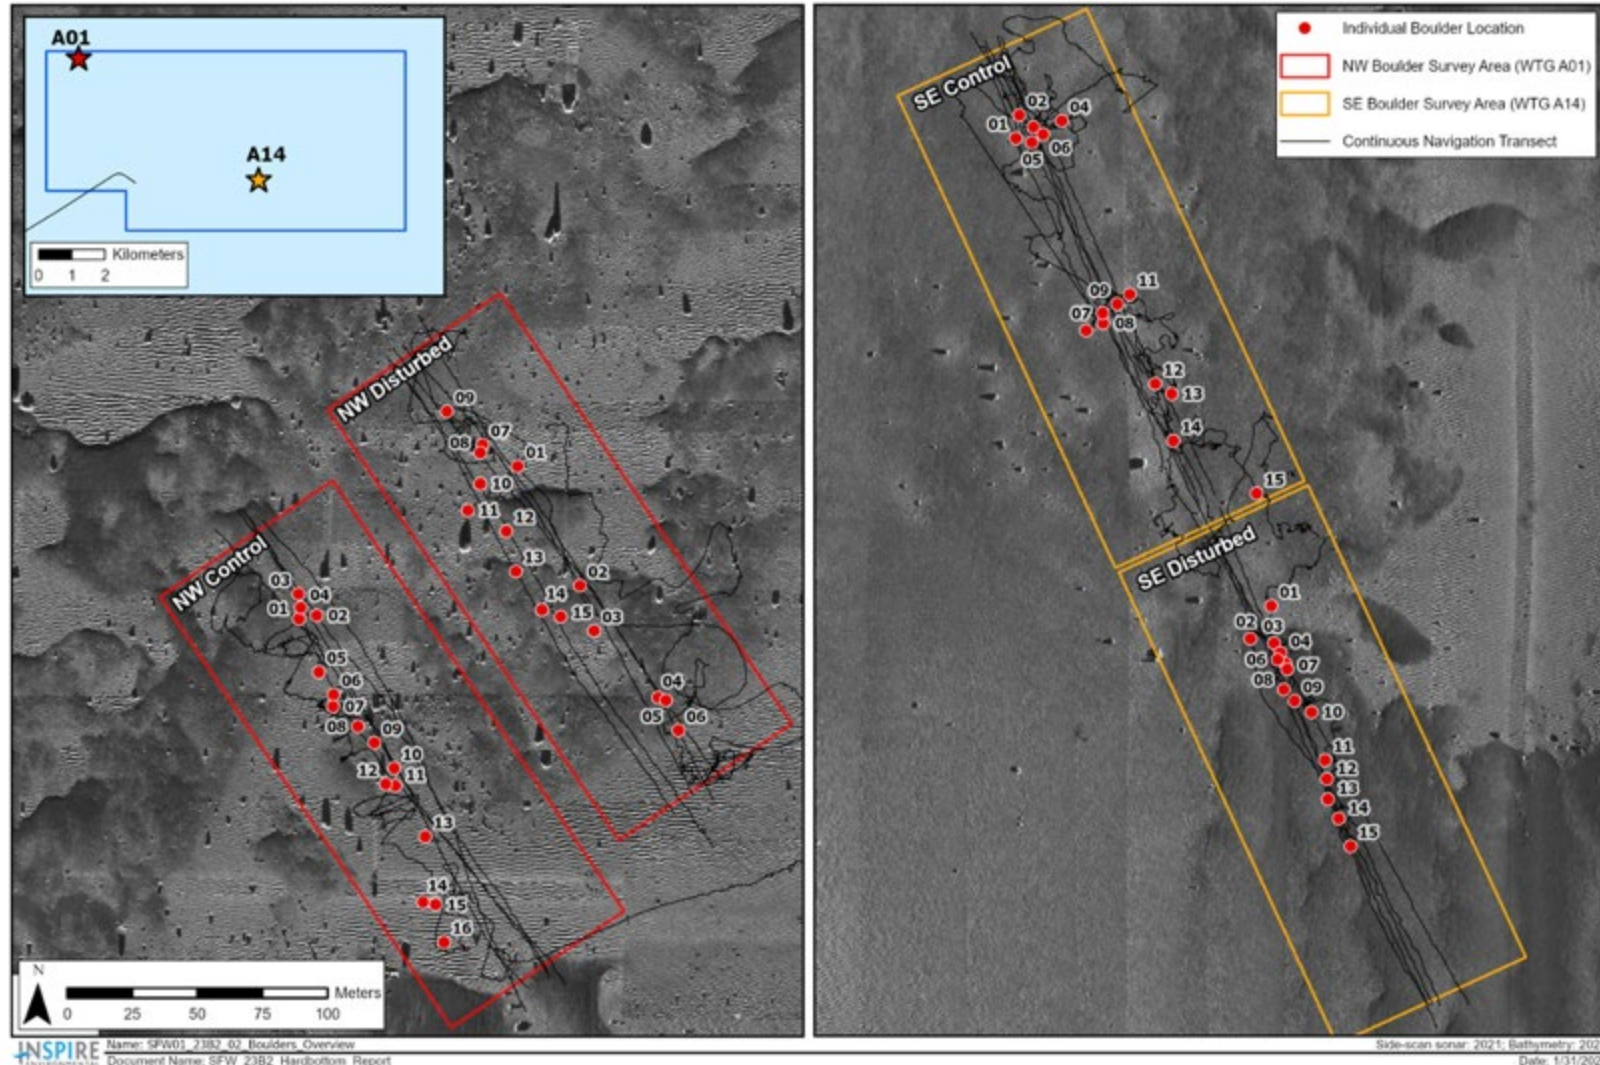 A01
A14
Kilometers
0 1 2
NW Disturbed
09
07
08
01
10
11
12
13
02
14
15
03
04
05
06
NW Control
03
04
01
02
05
06
07
08
09
10
12
11
13
14
15
16
N
Meters
0 25 50 75 100
SE Control
02
04
01
06
05
11
09
07
08
12
13
14
15
SE Disturbed
01
02
03
04
06
07
08
09
10
11
12
13
14
15
Individual Boulder Location
NW Boulder Survey Area (WTG A01)
SE Boulder Survey Area (WTG A14)
Continuous Navigation Transect
INSPIRE
Name: SFW01_23B2_02_Boulders_Overview
Document Name: SFW_23B2_Hardbottom_Report
Side-scan sonar: 2021; Bathymetry: 202
Date: 1/31/202